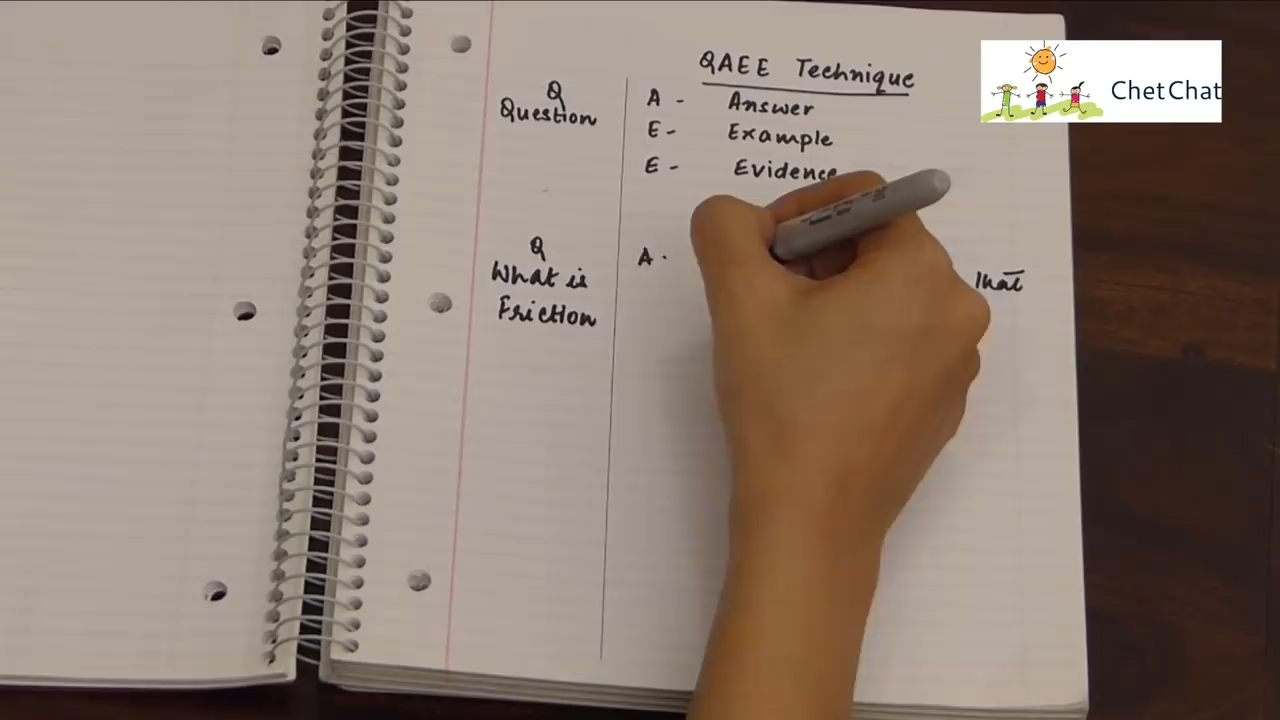 QAEE Technique
Q
Question
A - Answer
E - Example
E - Evidence
Q
What is
Friction
A.
that
ChetChat